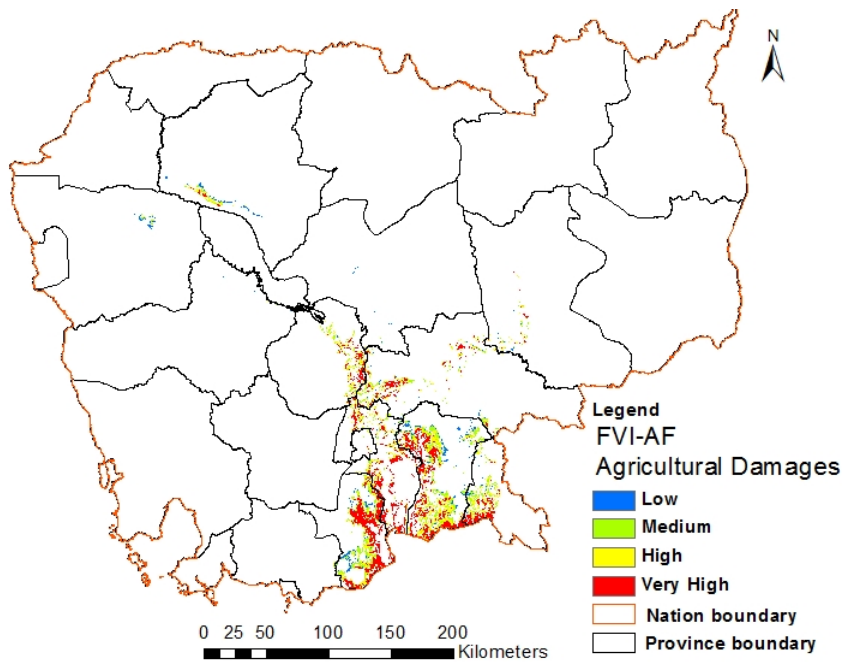 N
Legend
FVI-AF
Agricultural Damages
Low
Medium
High
Very High
Nation boundary
Province boundary
0 25 50 100 150 200
Kilometers